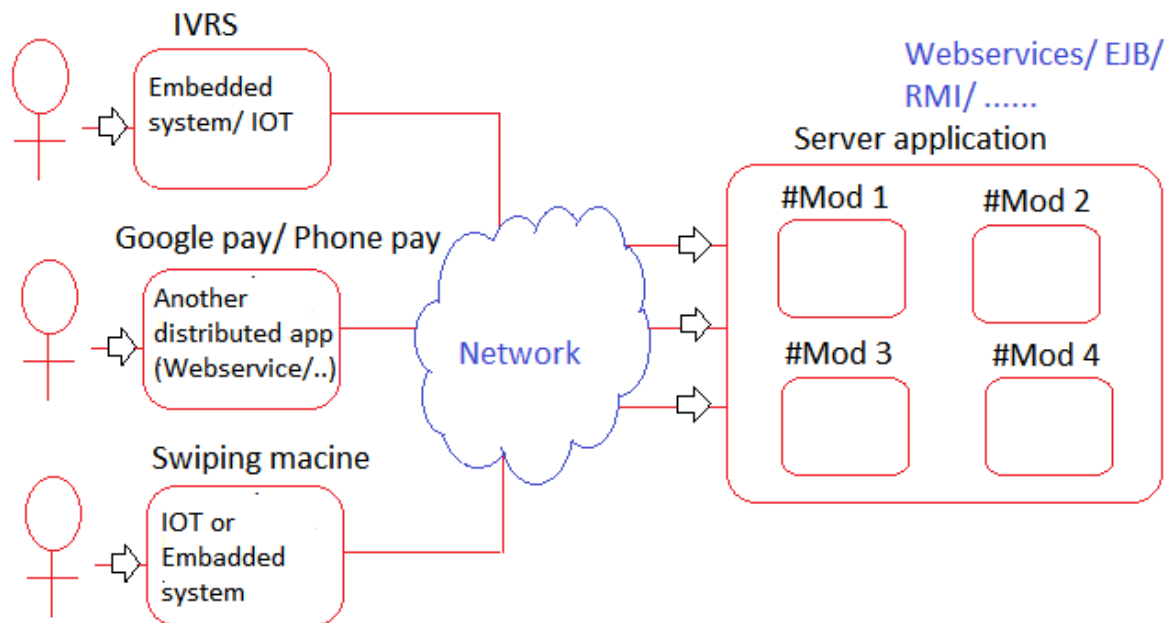 IVRS
Embedded
system/ IOT
Google pay/ Phone pay
Another
distributed app
(Webservice/..)
Swiping macine
IOT or
Embadded
system
Network
Webservices/ EJB/
RMI/ ......
Server application
#Mod 1
#Mod 2
#Mod 3
#Mod 4